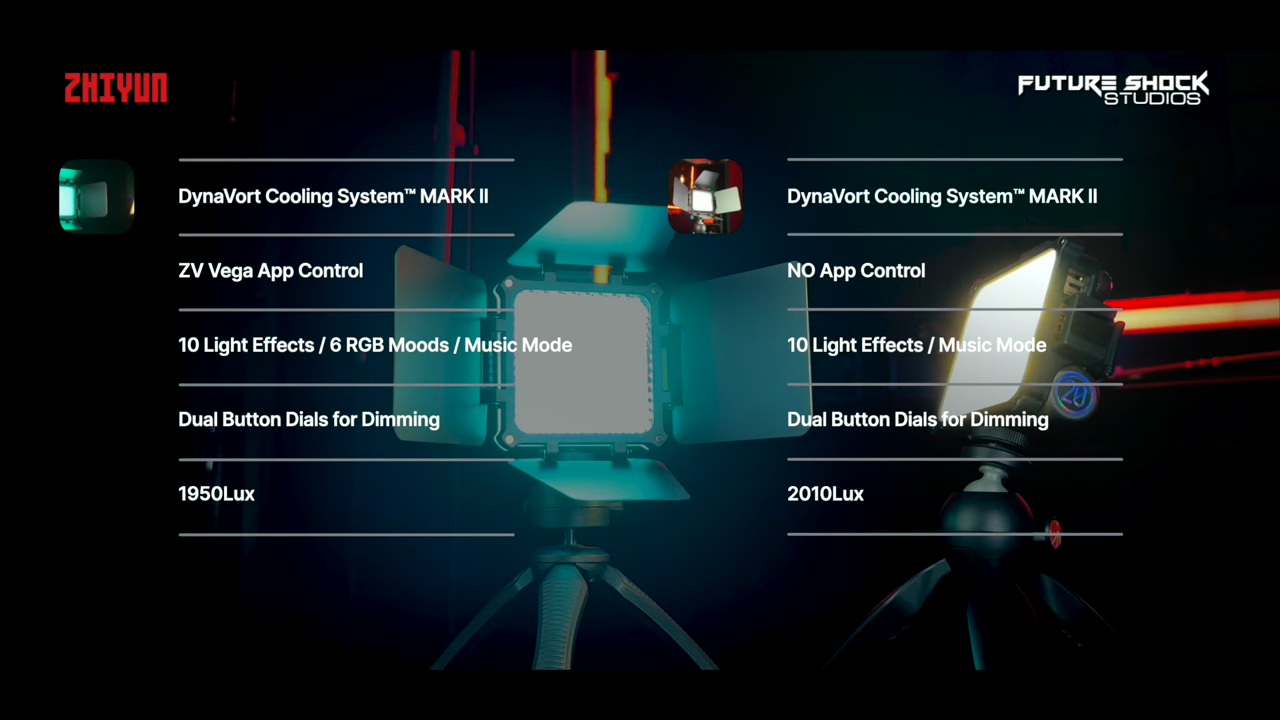 ZHIYUN
FUTURE SHOCK
STUDIOS
DynaVort Cooling System™ MARK II
ZV Vega App Control
10 Light Effects / 6 RGB Moods / Music Mode
Dual Button Dials for Dimming
1950Lux
DynaVort Cooling System™ MARK II
NO App Control
10 Light Effects / Music Mode
Dual Button Dials for Dimming
2010Lux